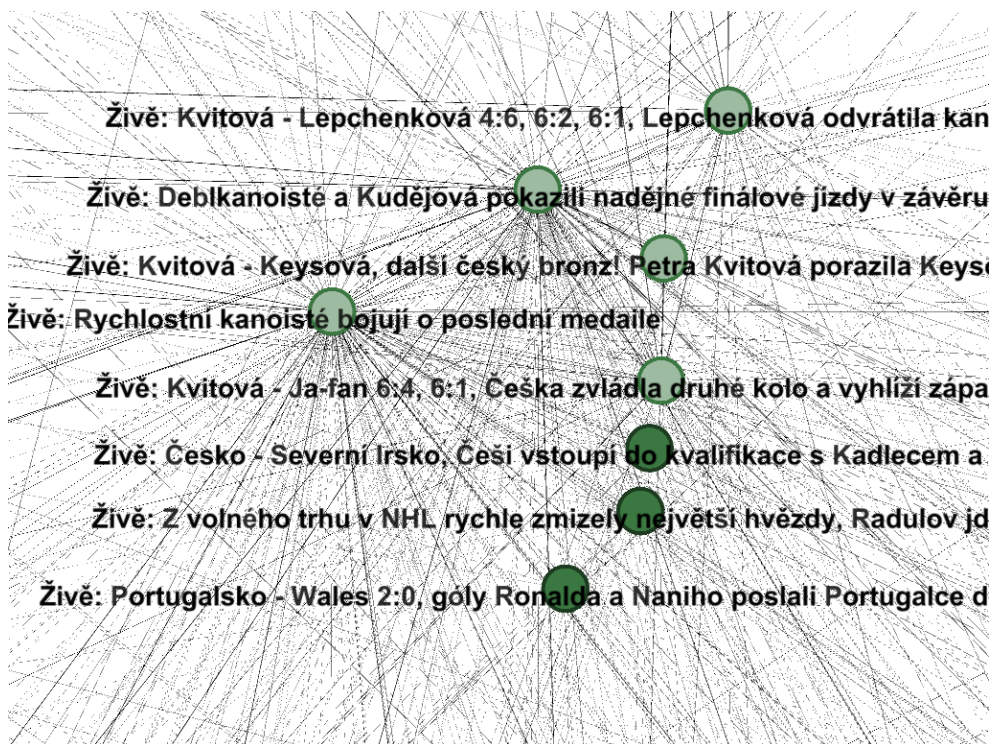 Živě: Kvitová - Lepchenková 4:6, 6:2, 6:1, Lepchenková odvrátila kan
Živě: Deblkanoisté a Kudějová pokazili nadějné finálové jízdy v závěru
Živě: Kvitová - Keysová, další český bronz! Petra Kvitová porazila Keyso
Živě: Rychlostní kanoisté bojují o poslední medaile
Živě: Kvitová - Ja-fan 6:4, 6:1, Češka zvládla druhé kolo a vyhlíží zápa
Živě: Česko - Severní Irsko, Češi vstoupí do kvalifikace s Kadlecem a
Živě: Z volného trhu v NHL rychle zmizely největší hvězdy, Radulov jd
Živě: Portugalsko - Wales 2:0, góly Ronalda a Naniho poslali Portugalce d